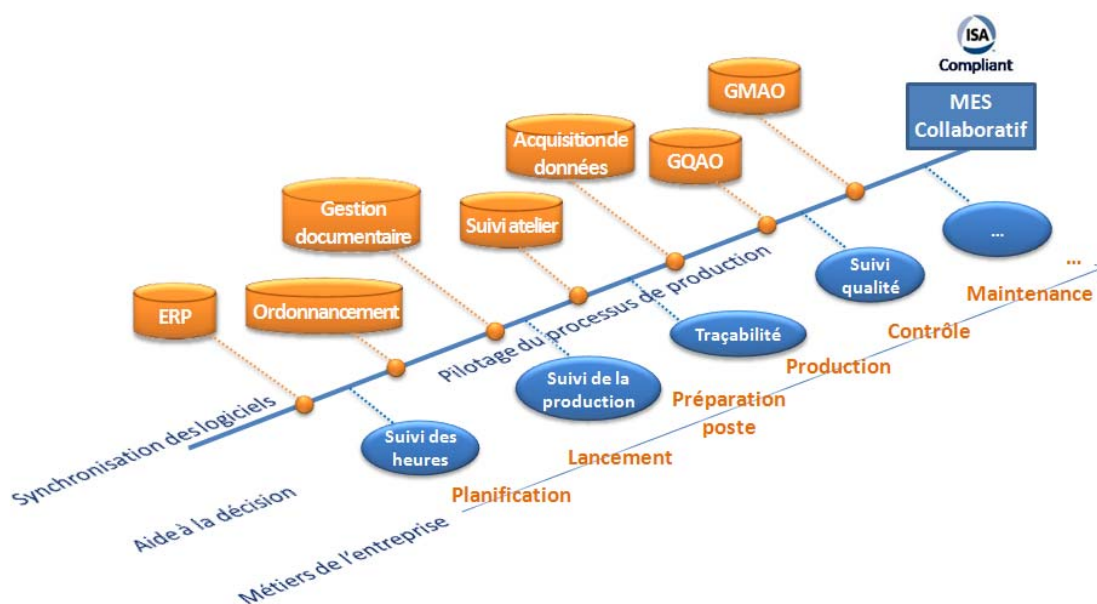 ISA
Compliant
MES
Collaboratif
GMAO
Acquisition de
données
GQAO
Gestion
documentaire
Suivi atelier
ERP
Ordonnancement
Synchronisation des logiciels
Pilotage du processus de production
Aide à la décision
Suivi des
heures
Suivi de la
production
Traçabilité
Suivi
qualité
...
Métiers de l'entreprise
Planification
Lancement
Préparation
poste
Production
Contrôle
Maintenance
...